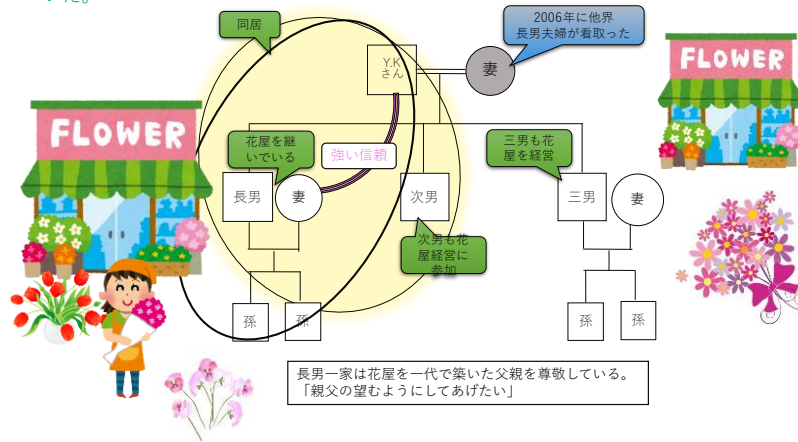 いた。
同居
2006年に他界
長男夫婦が看取った
Y.K
さん
妻
FLOWER
FLOWER
花屋を継
いでいる
強い信頼
三男も花
屋を経営
長男
妻
次男
三男
妻
次男も花
屋経営に
参加
孫
孫
孫
孫
長男一家は花屋を一代で築いた父親を尊敬している。
「親父の望むようにしてあげたい」